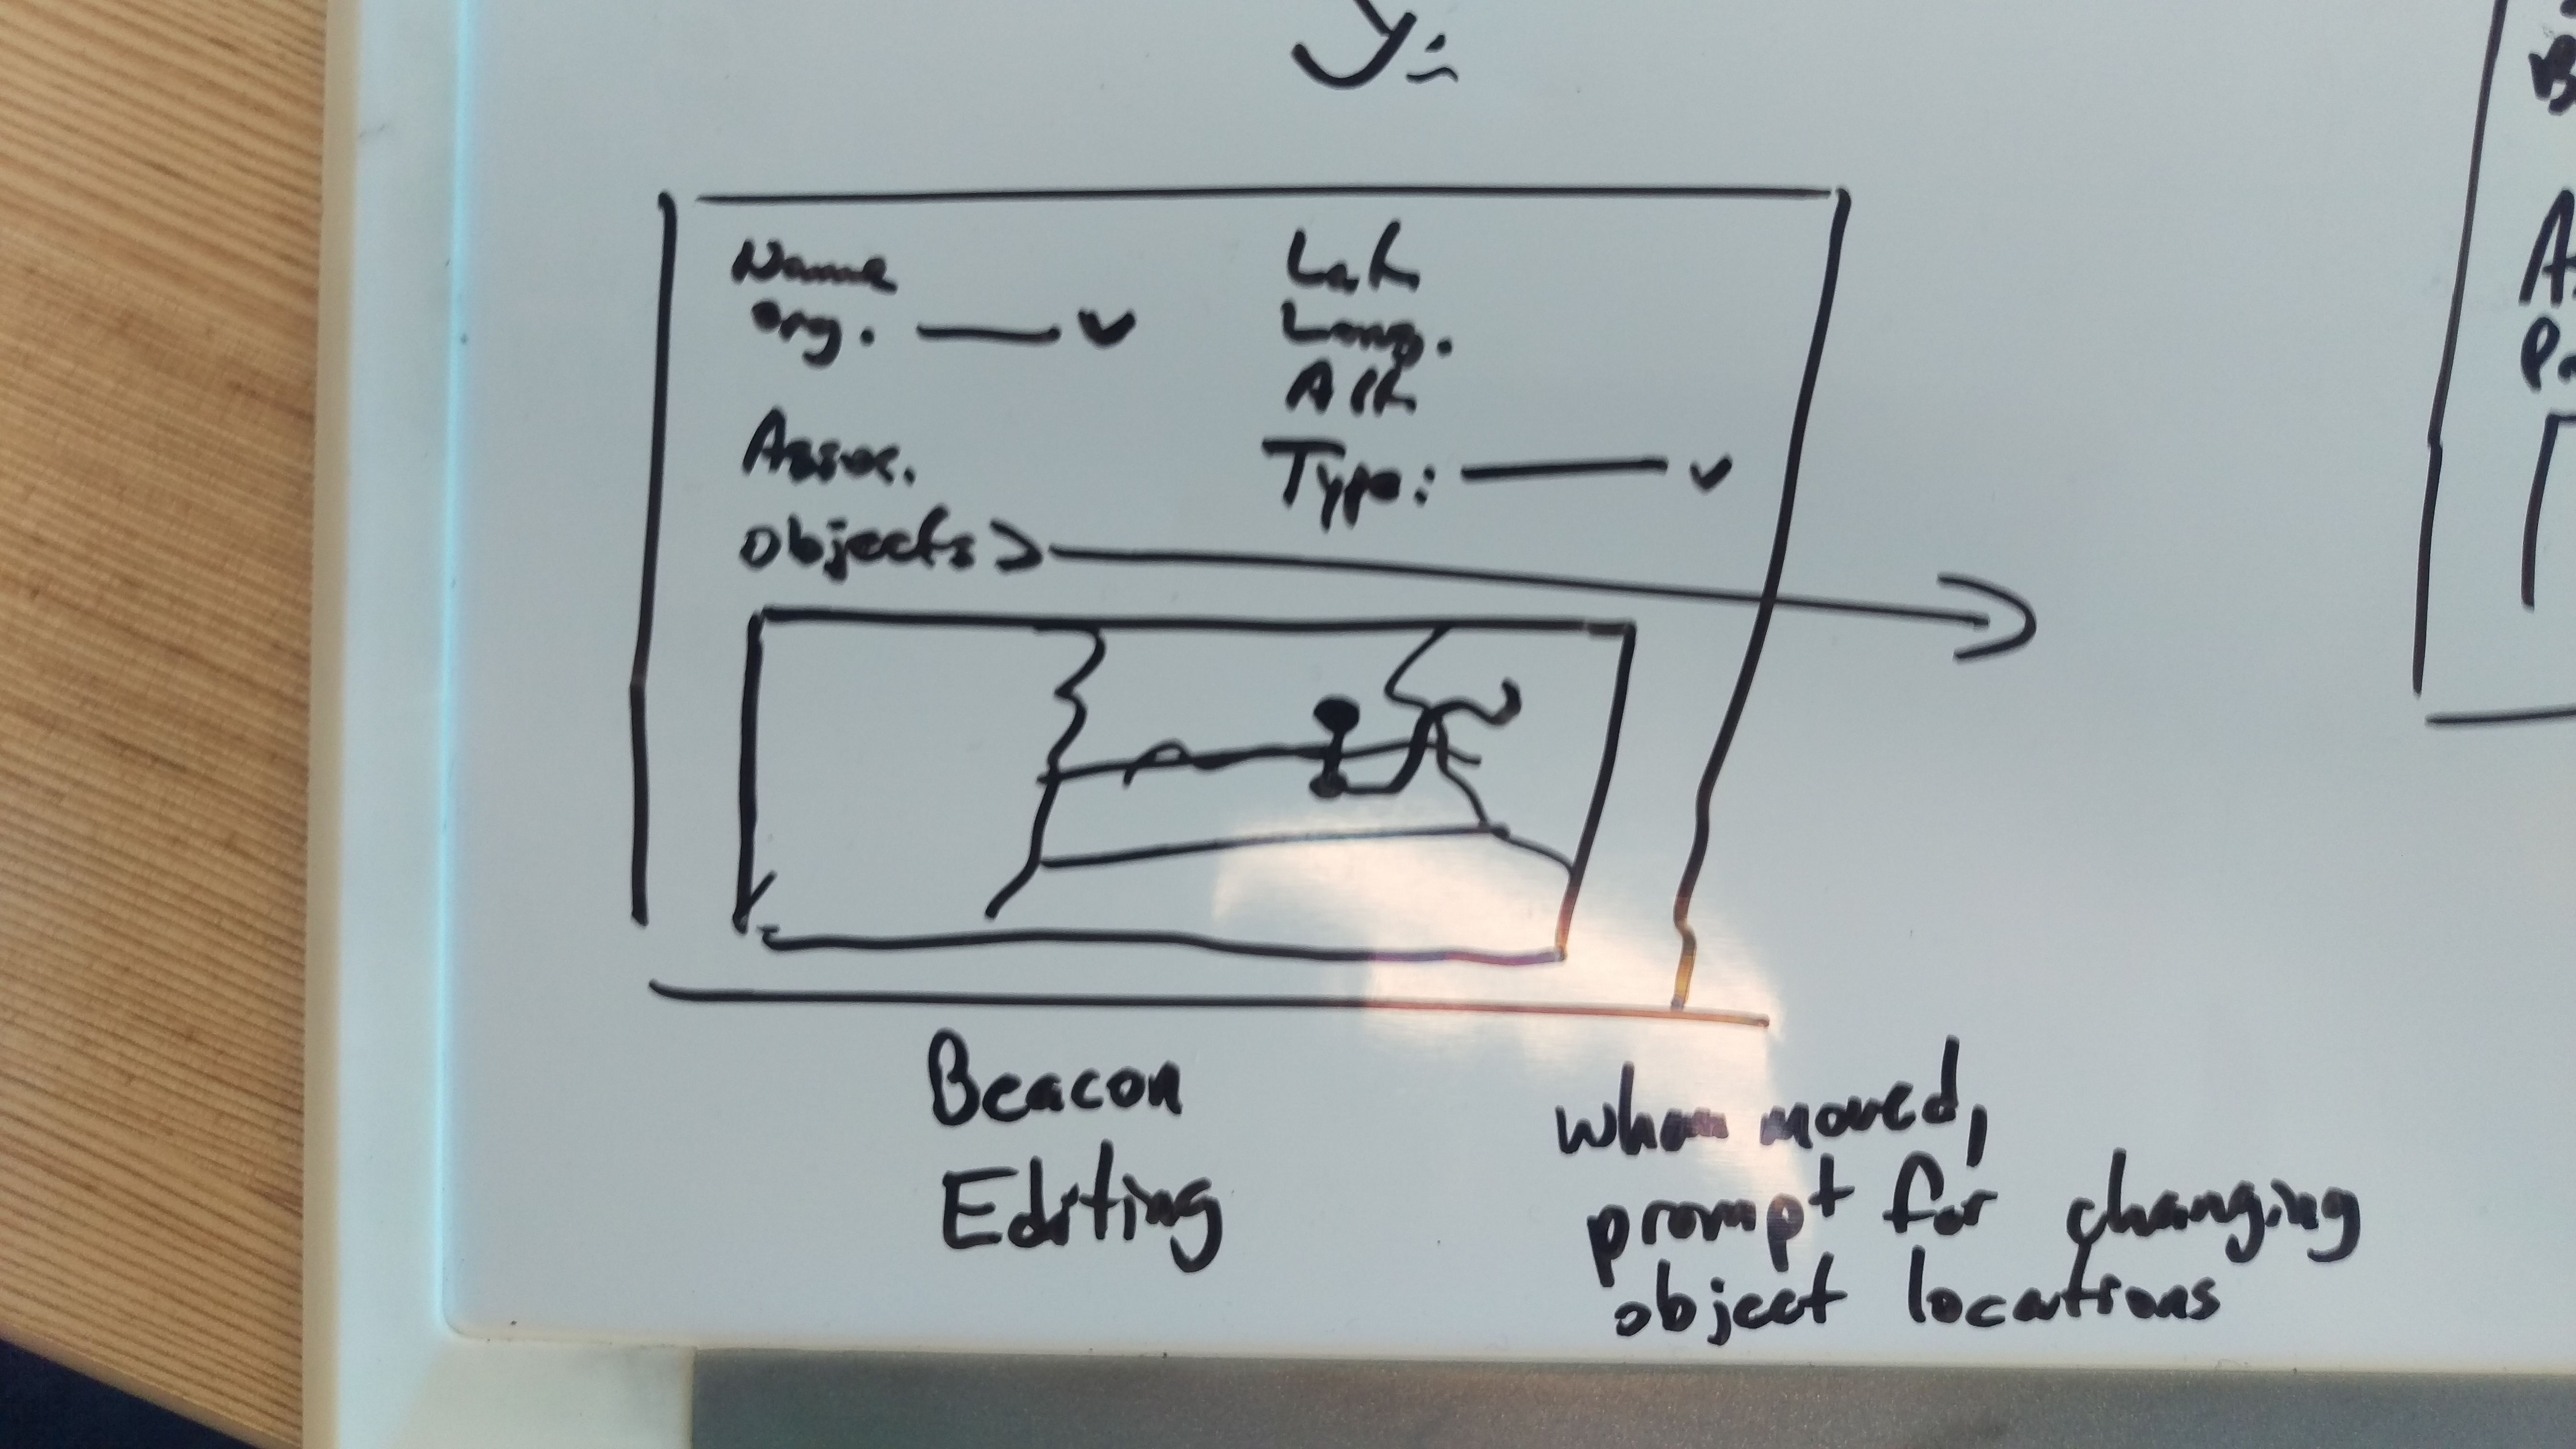 y=
Name
org.
Lat
Long.
Alt
Type:
Assoc.
objects >
Beacon
Editing
when moved,
prompt for changing
object locations
B
A
P